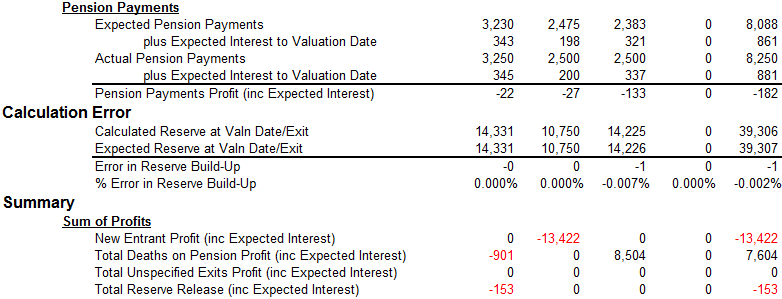 Pension Payments
Expected Pension Payments 3,230 2,475 2,383 0 8,088
plus Expected Interest to Valuation Date 343 198 321 0 861
Actual Pension Payments 3,250 2,500 2,500 0 8,250
plus Expected Interest to Valuation Date 345 200 337 0 881
Pension Payments Profit (inc Expected Interest) -22 -27 -133 0 -182
Calculation Error
Calculated Reserve at Valn Date/Exit 14,331 10,750 14,225 0 39,306
Expected Reserve at Valn Date/Exit 14,331 10,750 14,226 0 39,307
Error in Reserve Build-Up -0 0 -1 0 -1
% Error in Reserve Build-Up 0.000% 0.000% -0.007% 0.000% -0.002%
Summary
Sum of Profits
New Entrant Profit (inc Expected Interest) 0 -13,422 0 0 -13,422
Total Deaths on Pension Profit (inc Expected Interest) -901 0 8,504 0 7,604
Total Unspecified Exits Profit (inc Expected Interest) 0 0 0 0 0
Total Reserve Release (inc Expected Interest) -153 0 0 0 -153